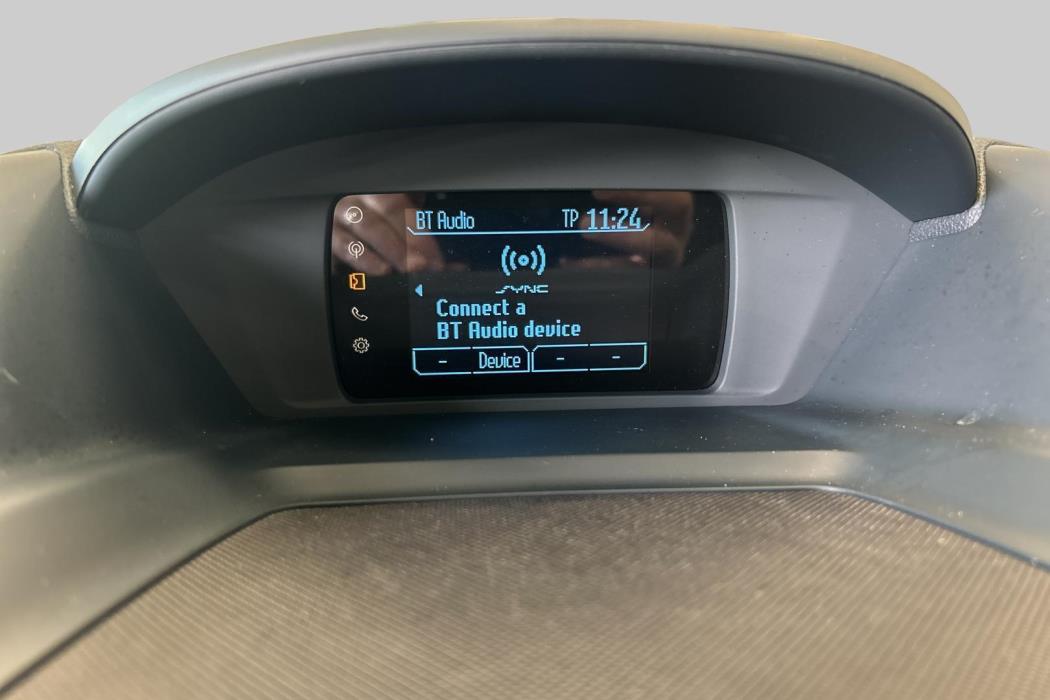 BT Audio TP 11:24
SYNC
Connect a
BT Audio device
- Device - -